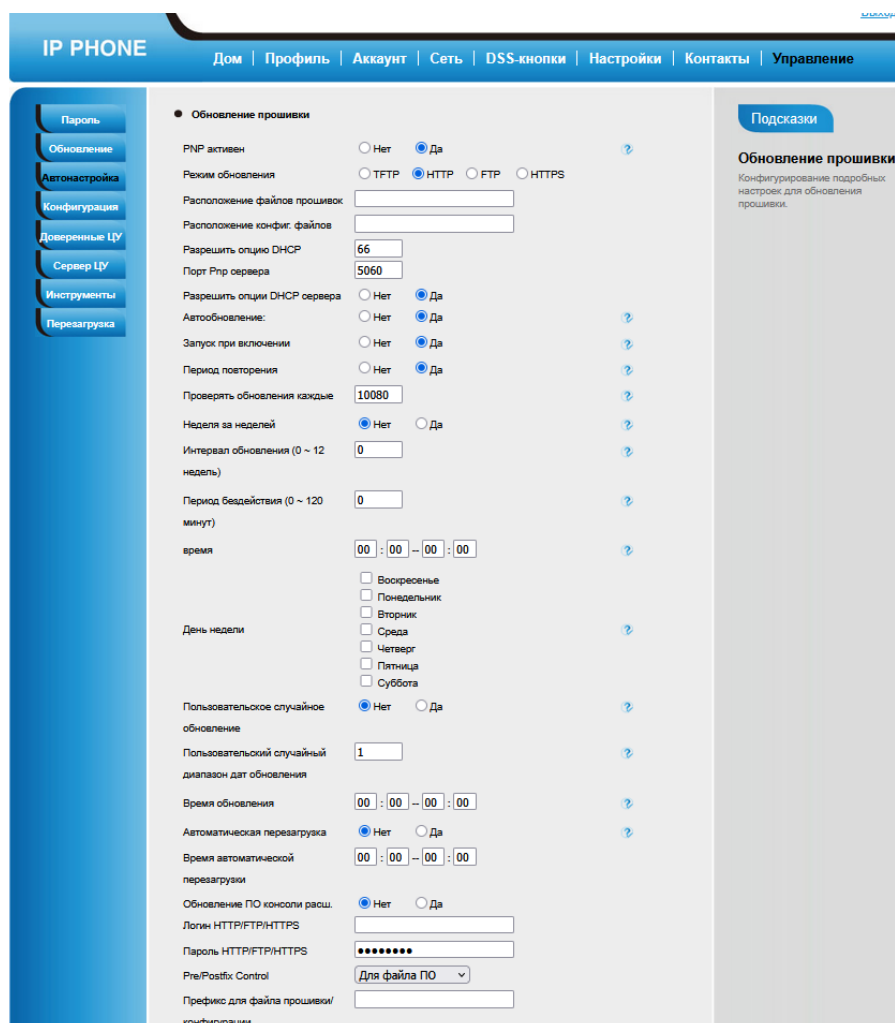 Выход
IP PHONE
Дом | Профиль | Аккаунт | Сеть | DSS-кнопки | Настройки | Контакты | Управление
Пароль
Обновление
Автонастройка
Конфигурация
Доверенные ЦУ
Сервер ЦУ
Инструменты
Перезагрузка
Обновление прошивки
PNP активен Нет Да
Режим обновления TFTP HTTP FTP HTTPS
Расположение файлов прошивок
Расположение конфиг. файлов
Разрешить опцию DHCP 66
Порт Pnp сервера 5060
Разрешить опции DHCP сервера Нет Да
Автообновление: Нет Да
Запуск при включении Нет Да
Период повторения Нет Да
Проверять обновления каждые 10080
Неделя за неделей Нет Да
Интервал обновления (0 ~ 12 0
недель)
Период бездействия (0 ~ 120 0
минут)
время 00 : 00 -- 00 : 00
Воскресенье
Понедельник
Вторник
День недели Среда
Четверг
Пятница
Суббота
Пользовательское случайное Нет Да
обновление
Пользовательский случайный 1
диапазон дат обновления
Время обновления 00 : 00 -- 00 : 00
Автоматическая перезагрузка Нет Да
Время автоматической 00 : 00 -- 00 : 00
перезагрузки
Обновление ПО консоли расш. Нет Да
Логин HTTP/FTP/HTTPS
Пароль HTTP/FTP/HTTPS ••••••••
Pre/Postfix Control Для файла ПО
Префикс для файла прошивки/
конфигурации
Подсказки
Обновление прошивки
Конфигурирование подробных
настроек для обновления
прошивки.